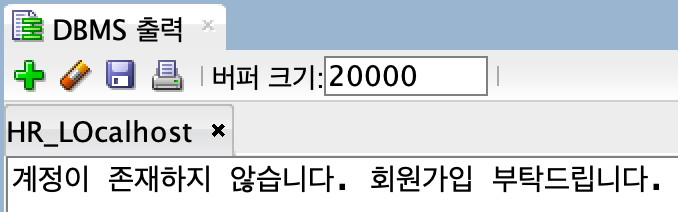 DBMS 출력
버퍼 크기:20000
HR_LOcalhost
계정이 존재하지 않습니다. 회원가입 부탁드립니다.